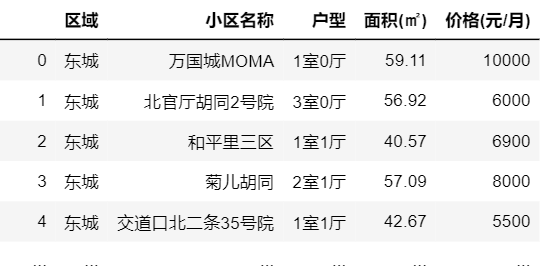 区域 小区名称 户型 面积(㎡) 价格(元/月)
0 东城 万国城MOMA 1室0厅 59.11 10000
1 东城 北官厅胡同2号院 3室0厅 56.92 6000
2 东城 和平里三区 1室1厅 40.57 6900
3 东城 菊儿胡同 2室1厅 57.09 8000
4 东城 交道口北二条35号院 1室1厅 42.67 5500
... ... ... ... ... ...